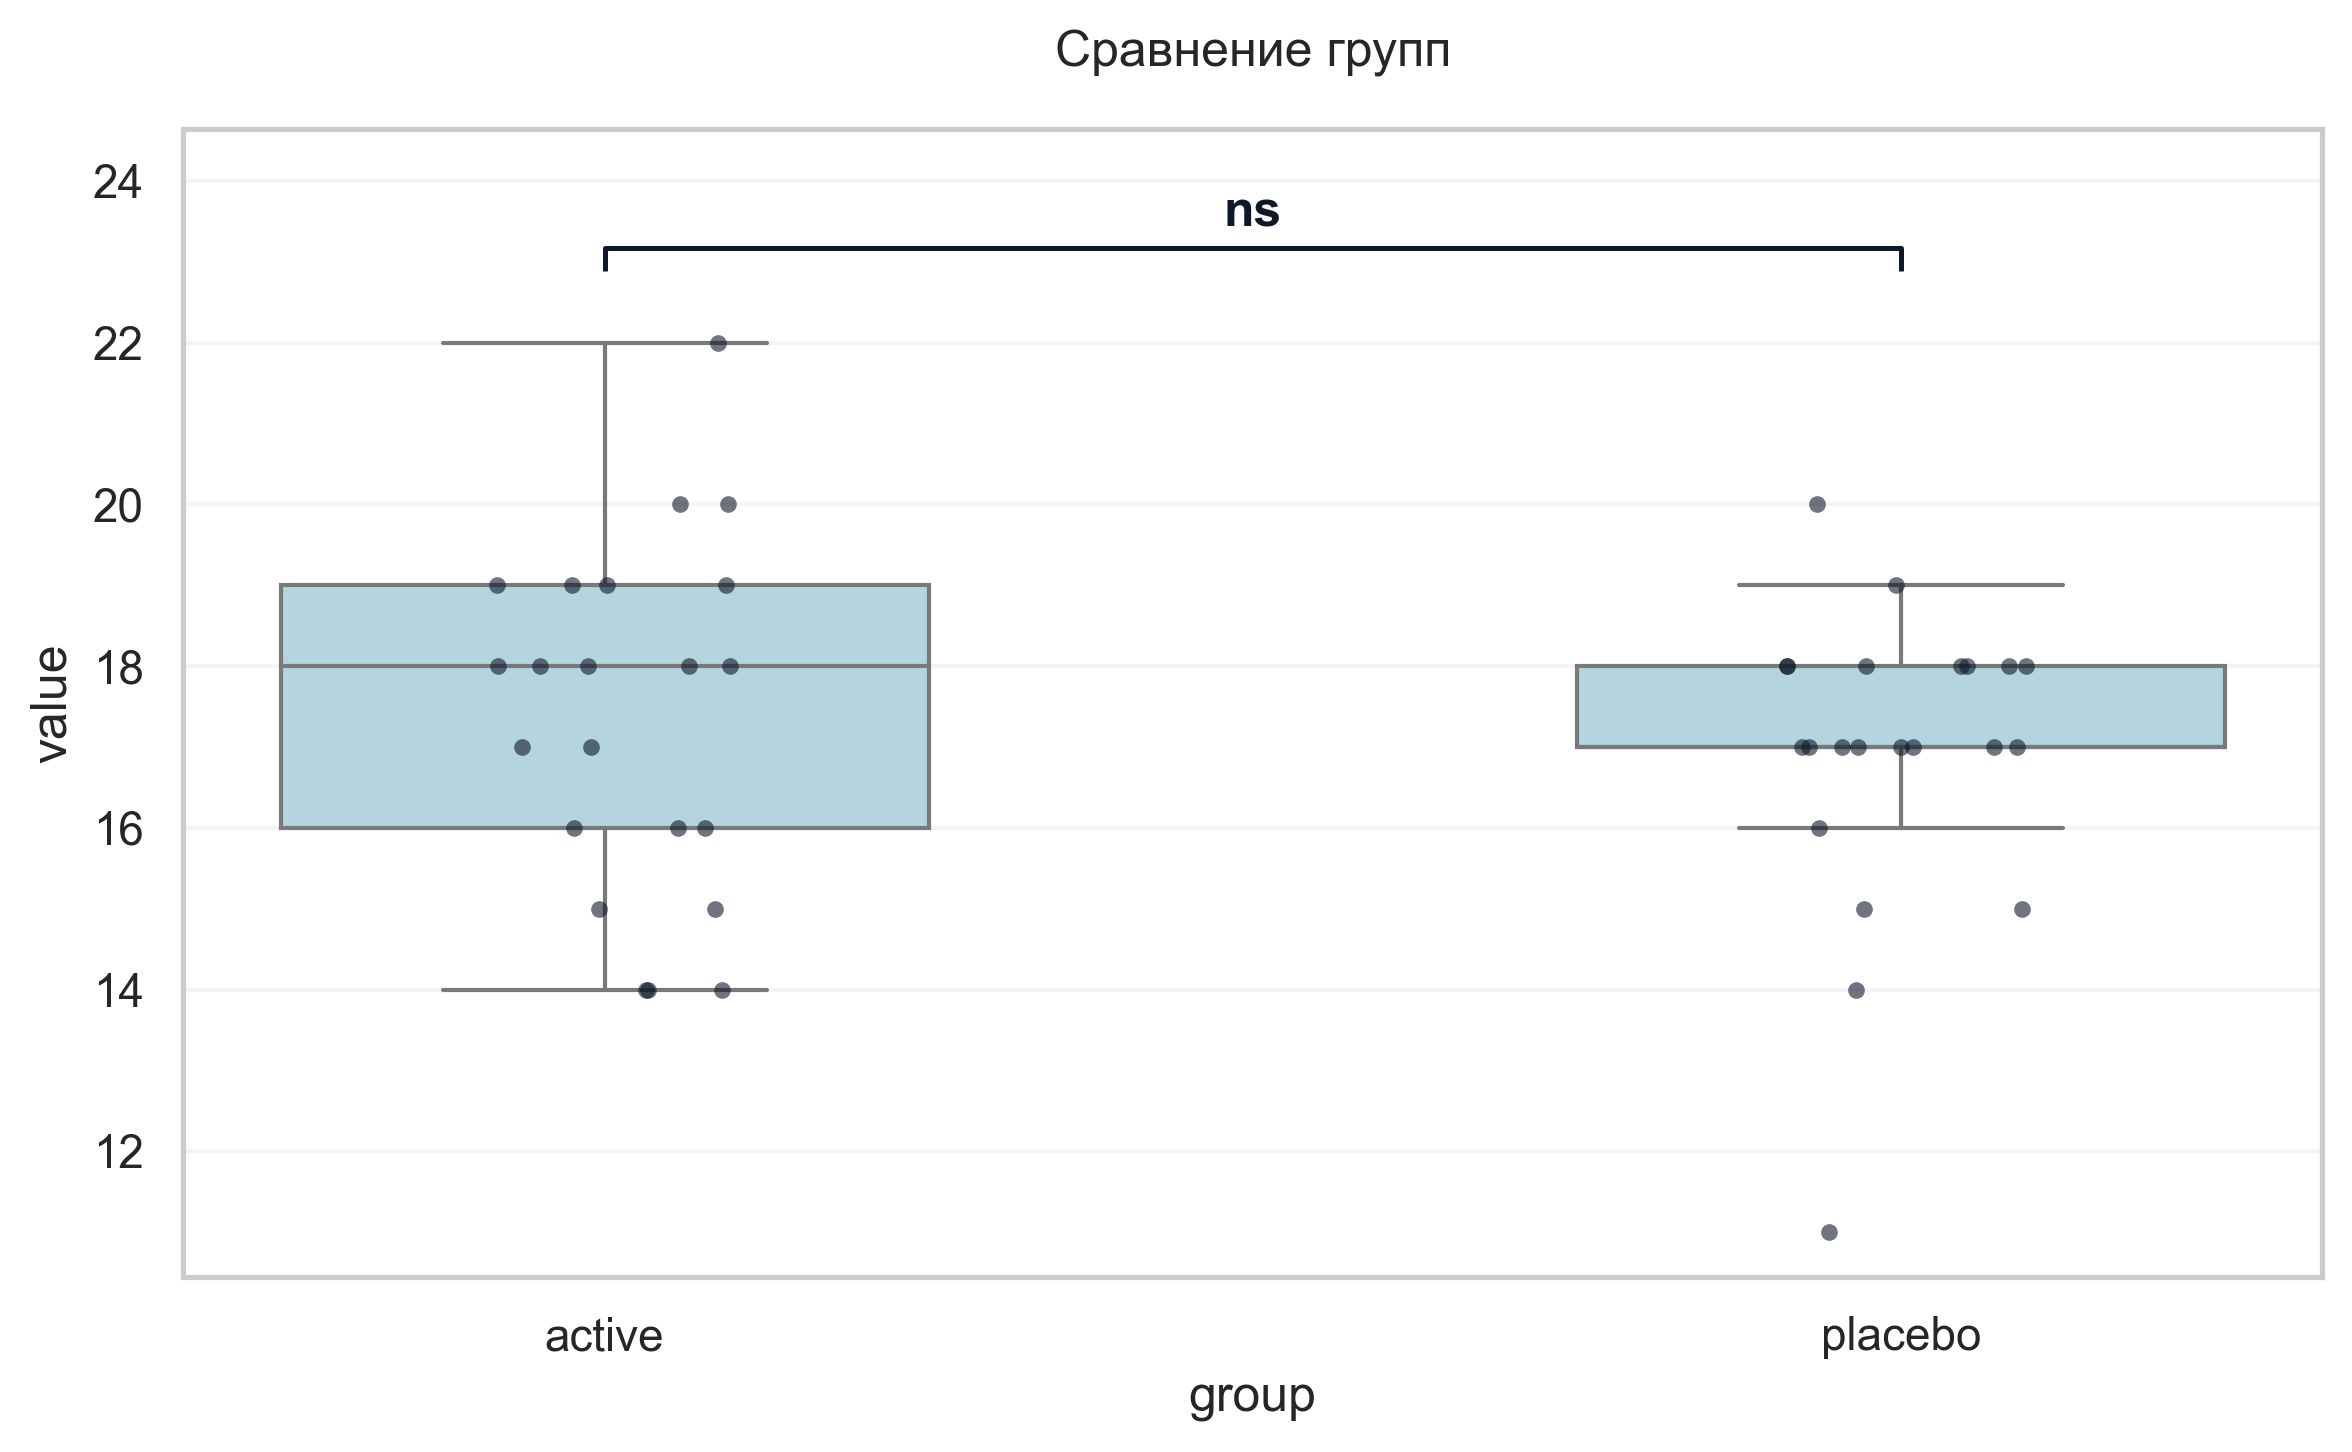 Сравнение групп
24
ns
22
20
18
16
14
12
value
active
placebo
group